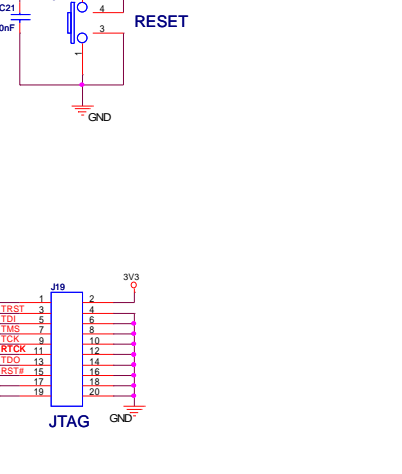 C21
0nF
4
3
1
RESET
GND
3V3
J19
1 2
TRST 3 4
TDI 5 6
TMS 7 8
TCK 9 10
RTCK 11 12
TDO 13 14
RST# 15 16
17 18
19 20
JTAG
GND